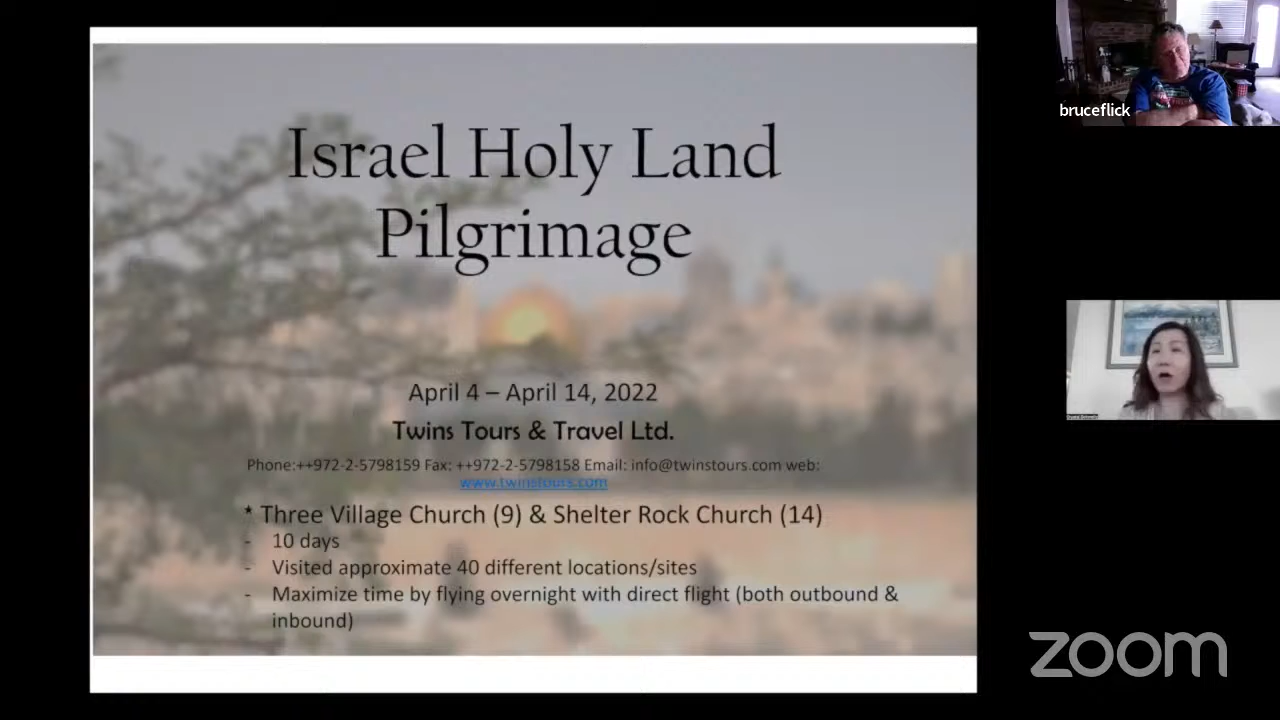 Israel Holy Land
Pilgrimage
April 4 – April 14, 2022
Twins Tours & Travel Ltd.
Phone:++972-2-5798159 Fax: ++972-2-5798158 Email: info@twinstours.com web:
www.twinstours.com
* Three Village Church (9) & Shelter Rock Church (14)
- 10 days
- Visited approximate 40 different locations/sites
- Maximize time by flying overnight with direct flight (both outbound &
inbound)
bruceflick
zoom